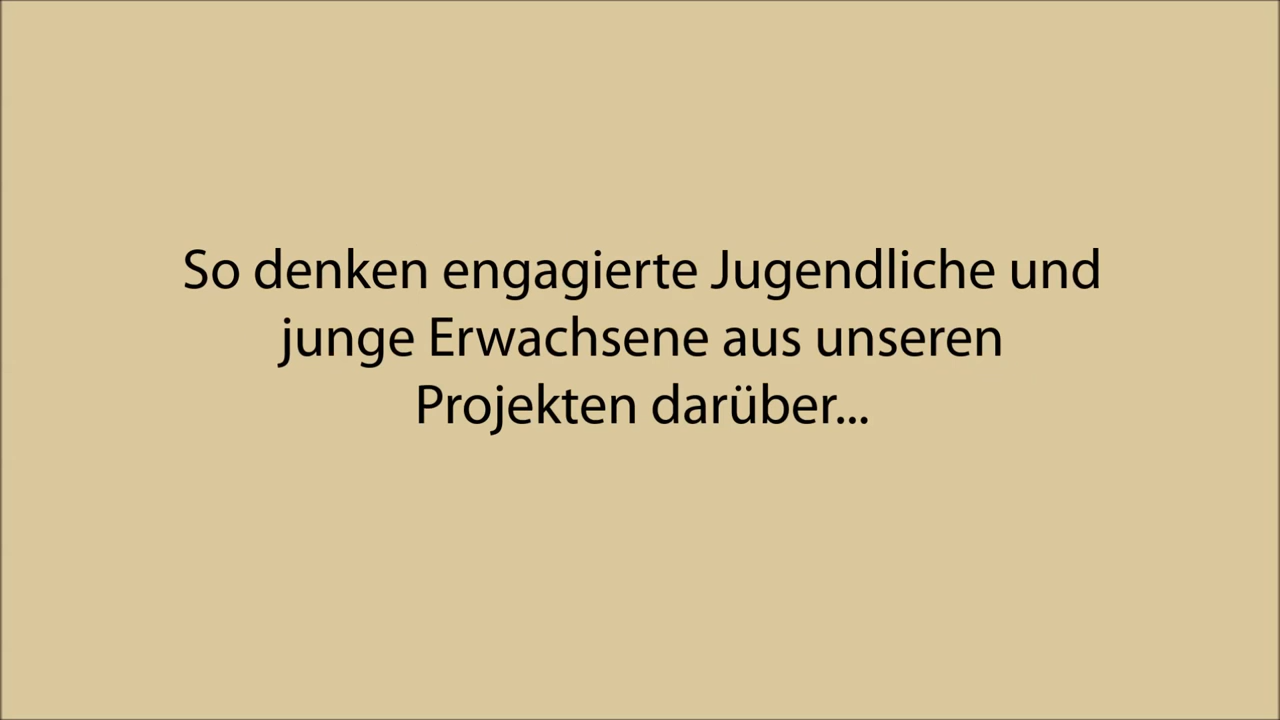 So denken engagierte Jugendliche und
junge Erwachsene aus unseren
Projekten darüber...